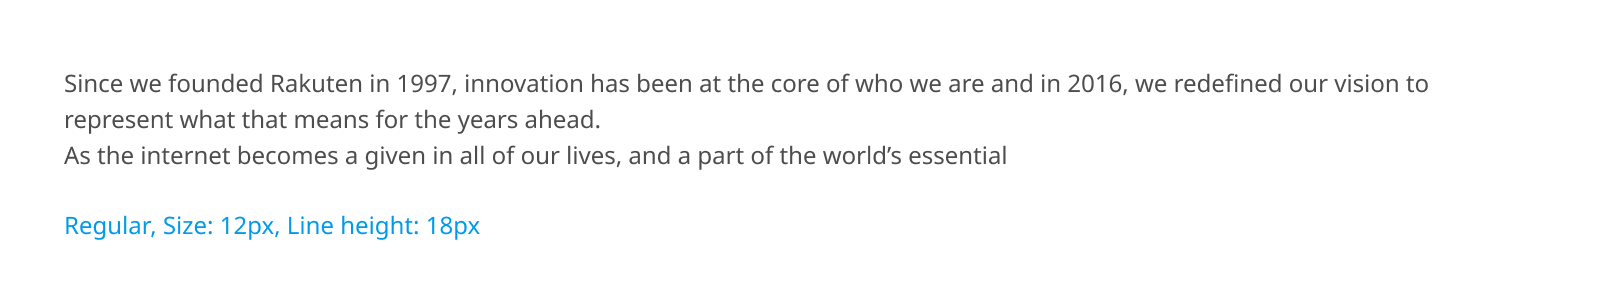 Since we founded Rakuten in 1997, innovation has been at the core of who we are and in 2016, we redefined our vision to
represent what that means for the years ahead.
As the internet becomes a given in all of our lives, and a part of the world’s essential
Regular, Size: 12px, Line height: 18px